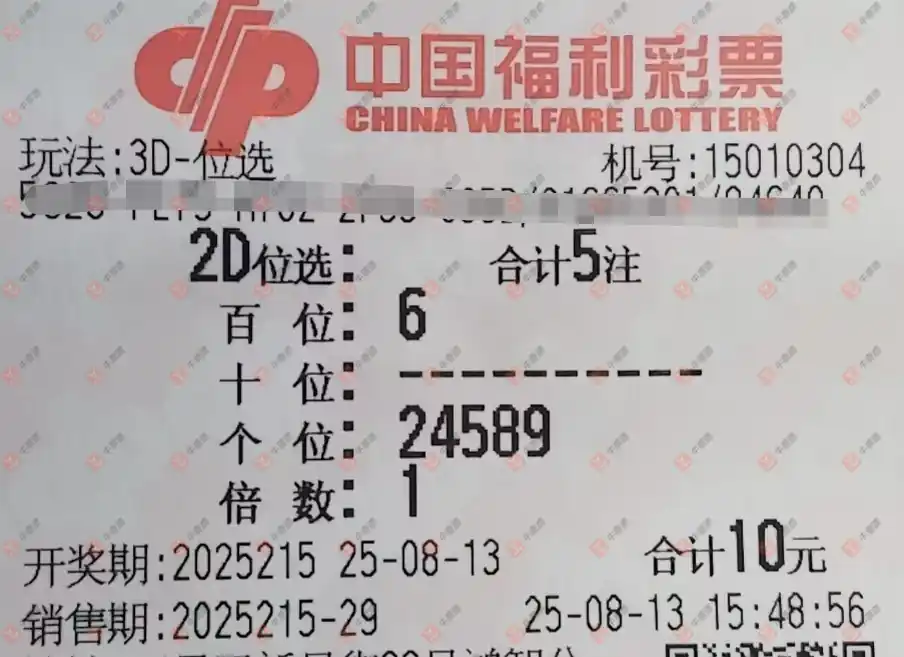 中国福利彩票
CHINA WELFARE LOTTERY
玩法:3D-位选 机号:15010304
2D位选: 合计5注
百 位: 6
十 位: -----------
个 位: 24589
倍 数: 1
开奖期:2025215 25-08-13 合计10元
销售期:2025215-29 25-08-13 15:48:56